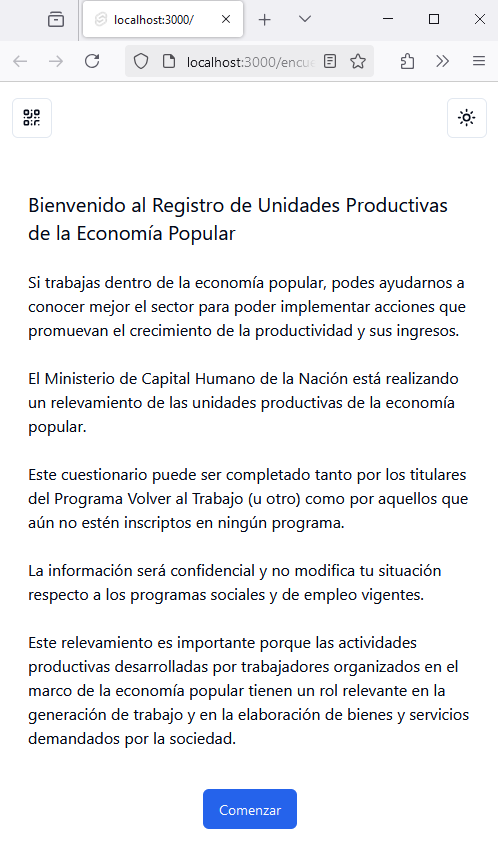 localhost:3000/
localhost:3000/encue
Bienvenido al Registro de Unidades Productivas
de la Economía Popular
Si trabajas dentro de la economía popular, podes ayudarnos a
conocer mejor el sector para poder implementar acciones que
promuevan el crecimiento de la productividad y sus ingresos.
El Ministerio de Capital Humano de la Nación está realizando
un relevamiento de las unidades productivas de la economía
popular.
Este cuestionario puede ser completado tanto por los titulares
del Programa Volver al Trabajo (u otro) como por aquellos que
aún no estén inscriptos en ningún programa.
La información será confidencial y no modifica tu situación
respecto a los programas sociales y de empleo vigentes.
Este relevamiento es importante porque las actividades
productivas desarrolladas por trabajadores organizados en el
marco de la economía popular tienen un rol relevante en la
generación de trabajo y en la elaboración de bienes y servicios
demandados por la sociedad.
Comenzar